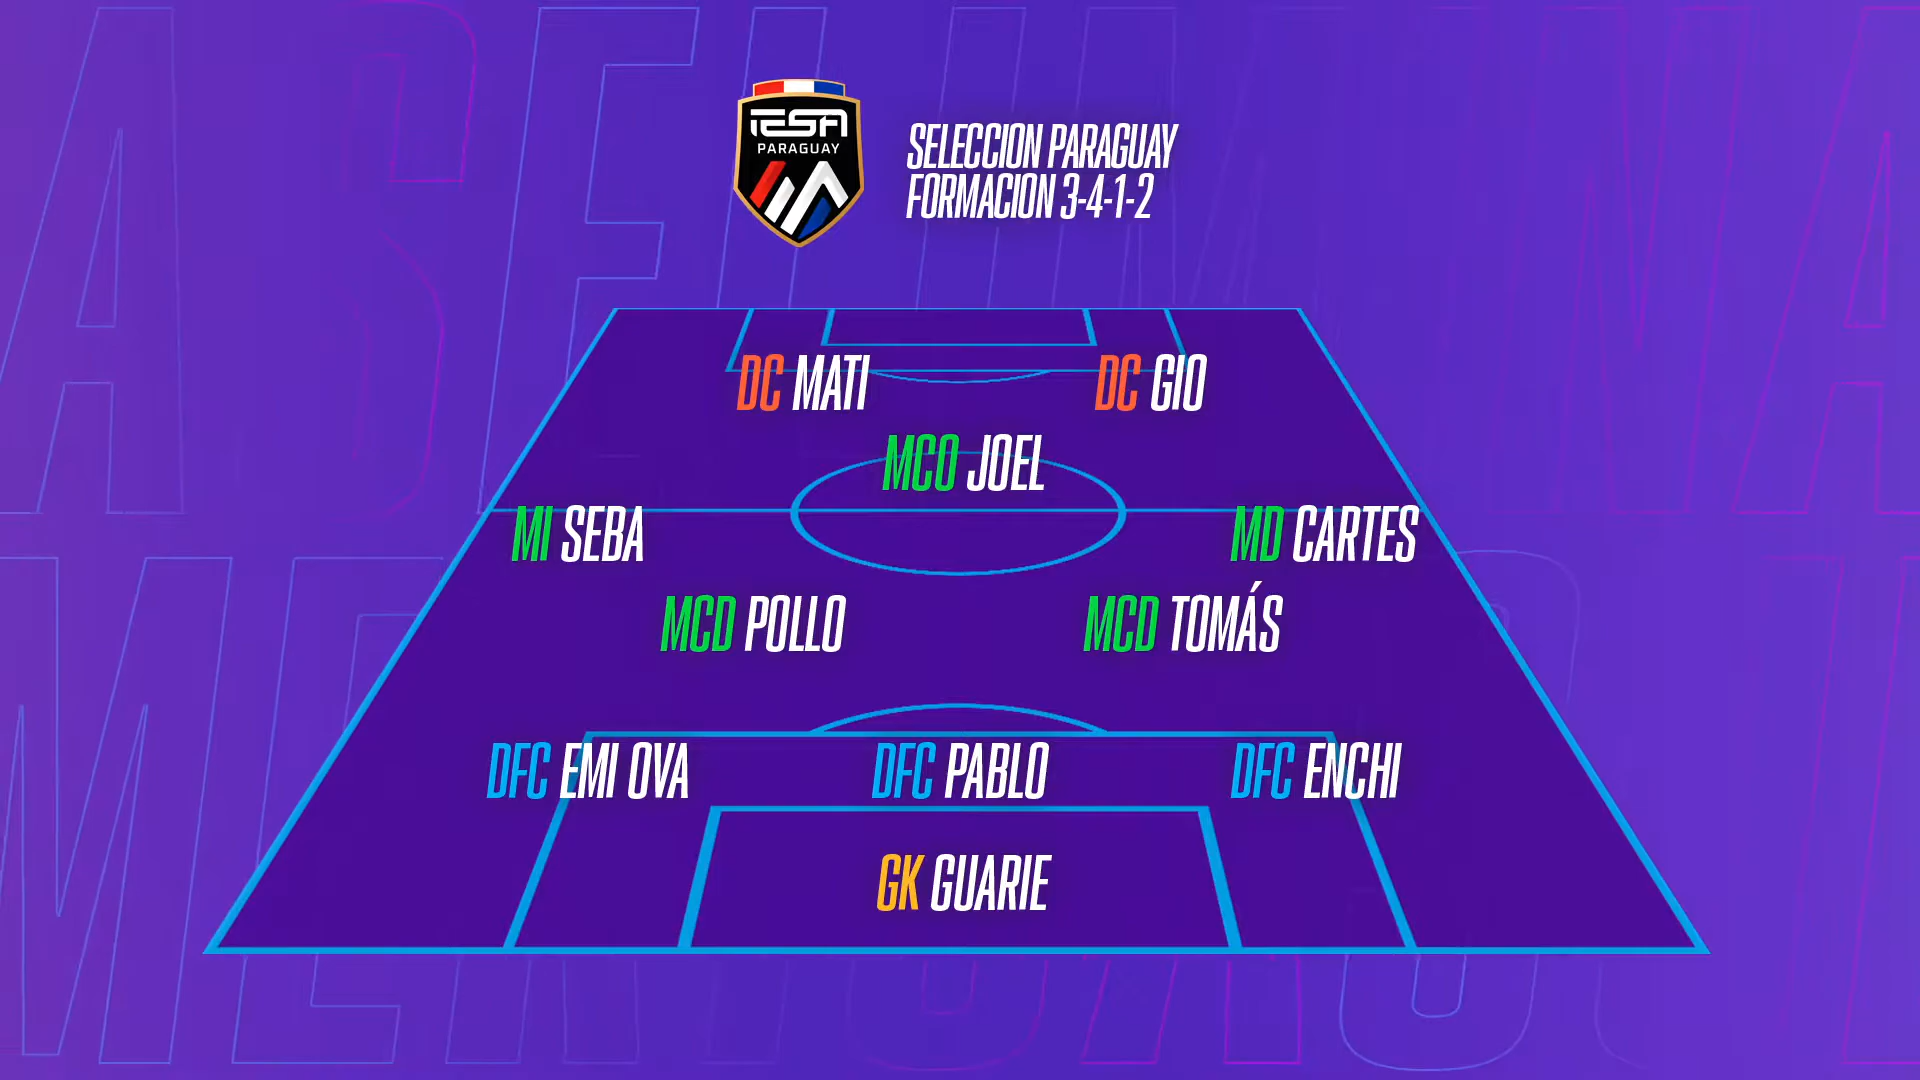 IESA
PARAGUAY
SELECCION PARAGUAY
FORMACION 3-4-1-2
DC MATI
DC GIO
MCO JOEL
MI SEBA
MD CARTES
MCD POLLO
MCD TOMÁS
DFC EMI OVA
DFC PABLO
DFC ENCHI
GK GUARIE